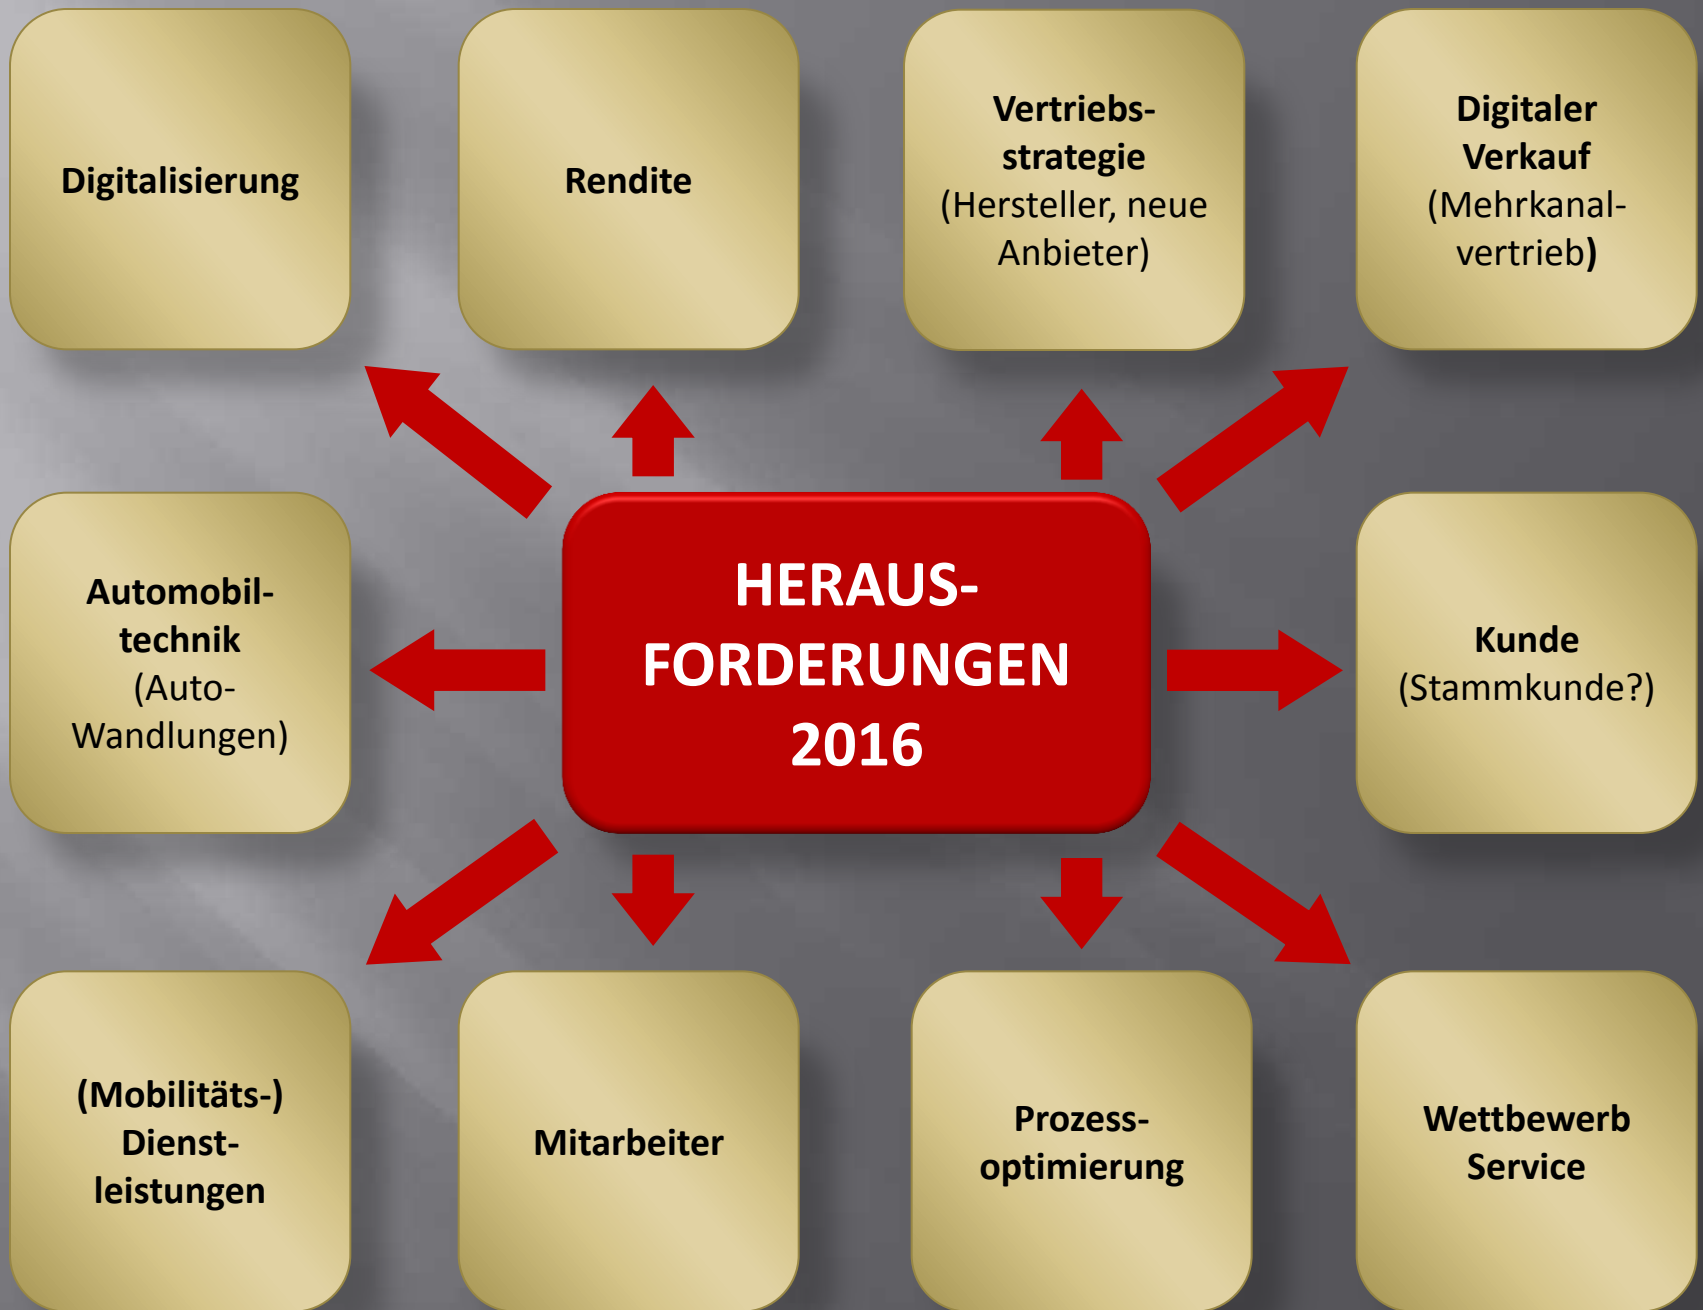 Digitalisierung
Rendite
Vertriebs-
strategie
(Hersteller, neue
Anbieter)
Digitaler
Verkauf
(Mehrkanal-
vertrieb)
Automobil-
technik
(Auto-
Wandlungen)
HERAUS-
FORDERUNGEN
2016
Kunde
(Stammkunde?)
(Mobilitäts-)
Dienst-
leistungen
Mitarbeiter
Prozess-
optimierung
Wettbewerb
Service